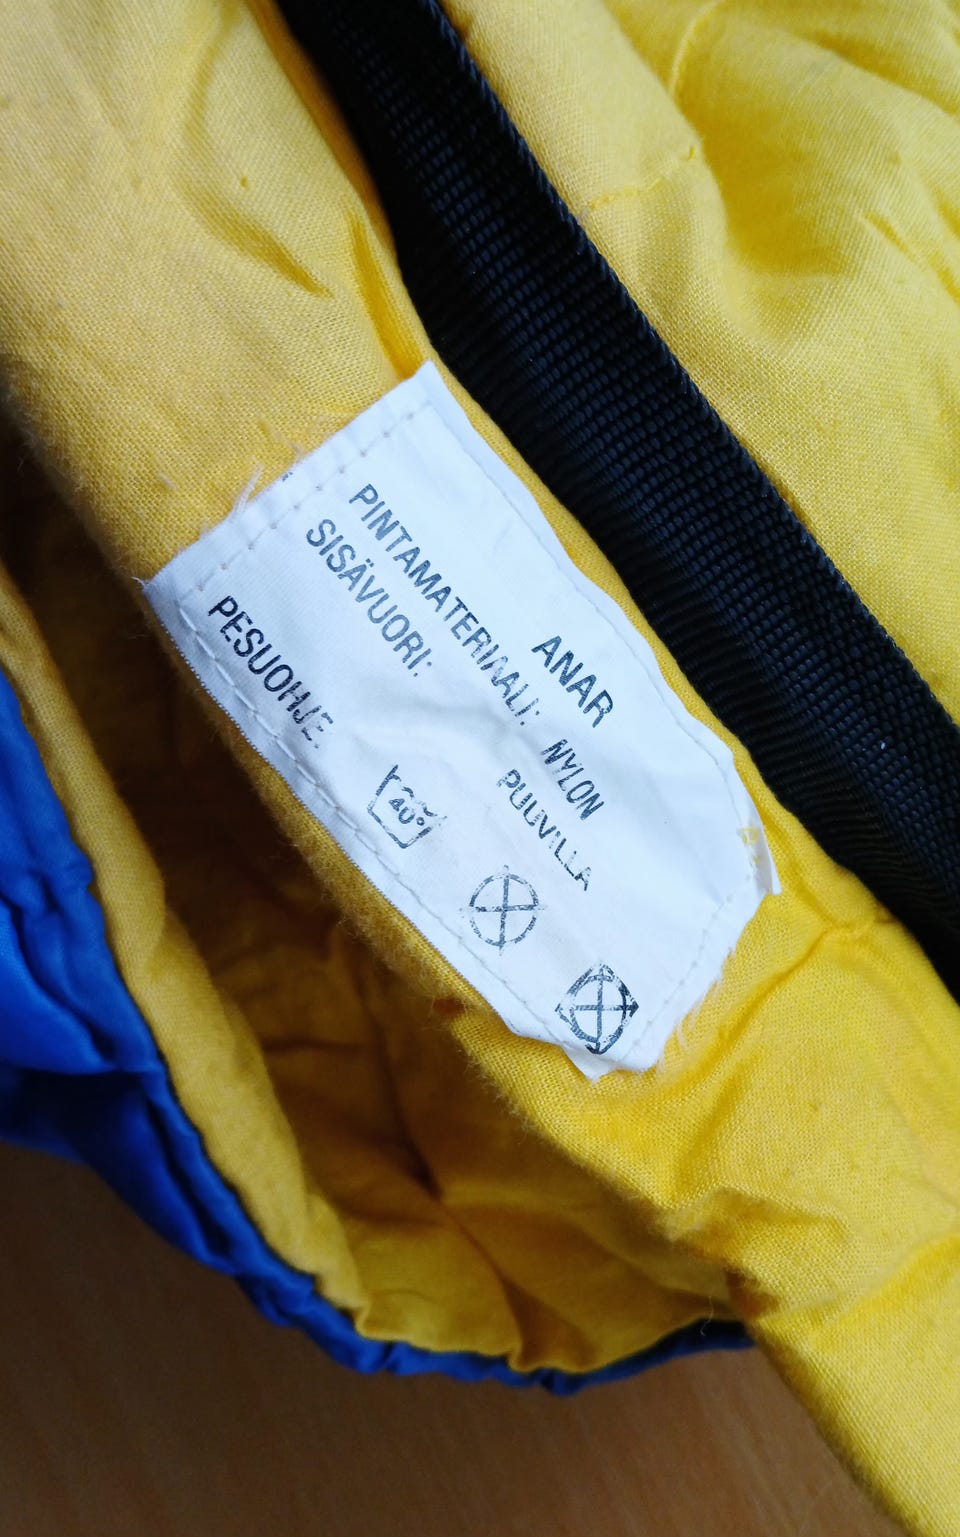 ANAR
PINTAMATERIAALI: NYLON
SISÄVUORI: PUUVILLA
PESUOHJE: 40°